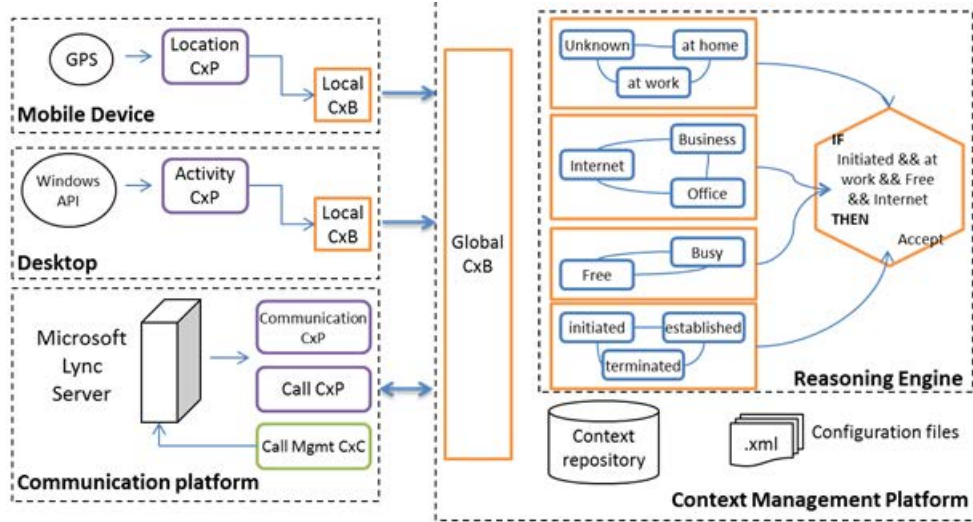 GPS
Location
CxP
Local
CxB
Mobile Device
Windows
API
Activity
CxP
Local
CxB
Desktop
Microsoft
Lync
Server
Communication
CxP
Call CxP
Call Mgmt CxC
Communication platform
Global
CxB
Unknown
at home
at work
Business
Internet
Office
Busy
Free
initiated
established
terminated
IF
Initiated && at
work && Free
&& Internet
THEN
Accept
Reasoning Engine
Context
repository
.xml
Configuration files
Context Management Platform